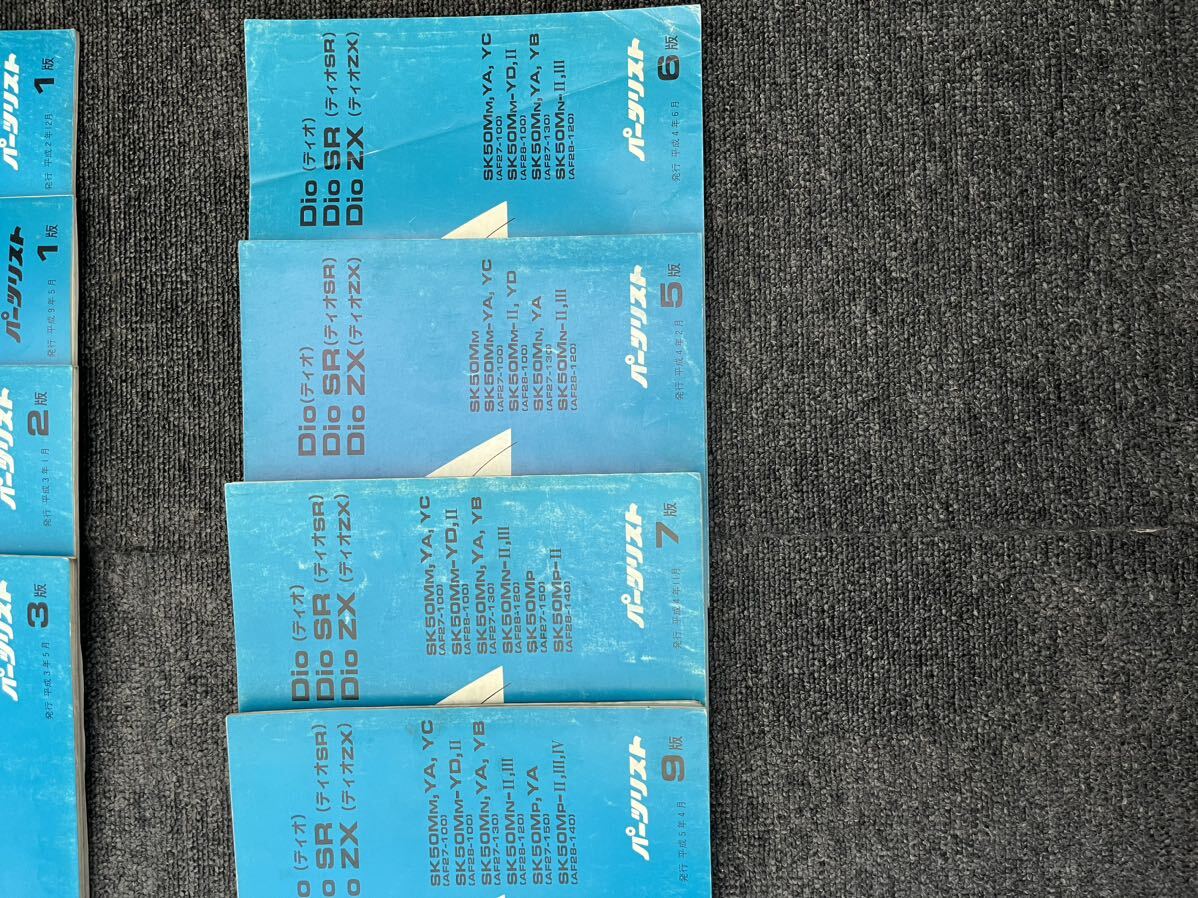 パーツリスト
1版
発行 平成2年12月
パーツリスト
1版
発行 平成9年5月
パーツリスト
2版
発行 平成3年1月
パーツリスト
3版
発行 平成3年5月
Dio (ディオ)
Dio SR (ディオSR)
Dio ZX (ディオZX)
SK50MM, YA, YC
(AF27-100)
SK50MM-YD, II
(AF28-100)
SK50MN, YA, YB
(AF27-130)
SK50MN-II, III
(AF28-120)
パーツリスト
6版
発行 平成4年6月
Dio (ディオ)
Dio SR (ディオSR)
Dio ZX (ディオZX)
SK50MM
SK50MM-YA, YC
(AF27-100)
SK50MM-II, YD
(AF28-100)
SK50MN, YA
(AF27-130)
SK50MN-II, III
(AF28-120)
パーツリスト
5版
発行 平成4年2月
Dio (ディオ)
Dio SR (ディオSR)
Dio ZX (ディオZX)
SK50MM, YA, YC
(AF27-100)
SK50MM-YD, II
(AF28-100)
SK50MN, YA, YB
(AF27-130)
SK50MN-II, III
(AF28-120)
SK50MP
(AF27-150)
SK50MP-II
(AF28-140)
パーツリスト
7版
発行 平成4年11月
io (ディオ)
o SR (ディオSR)
o ZX (ディオZX)
SK50MM, YA, YC
(AF27-100)
SK50MM-YD, II
(AF28-100)
SK50MN, YA, YB
(AF27-130)
SK50MN-II, III
(AF28-120)
SK50MP, YA
(AF27-150)
SK50MP-II, III, IV
(AF28-140)
パーツリスト
9版
発行 平成5年4月